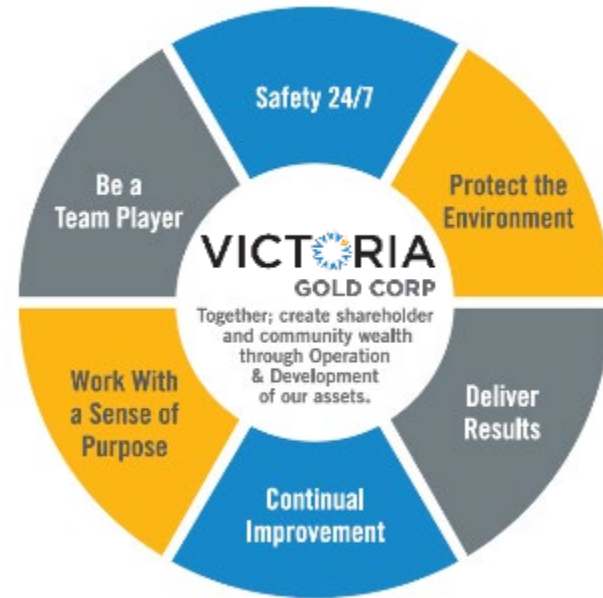 Safety 24/7
Protect the
Environment
Deliver
Results
Continual
Improvement
Work With
a Sense of
Purpose
Be a
Team Player
VICTORIA
GOLD CORP
Together; create shareholder
and community wealth
through Operation
& Development
of our assets.